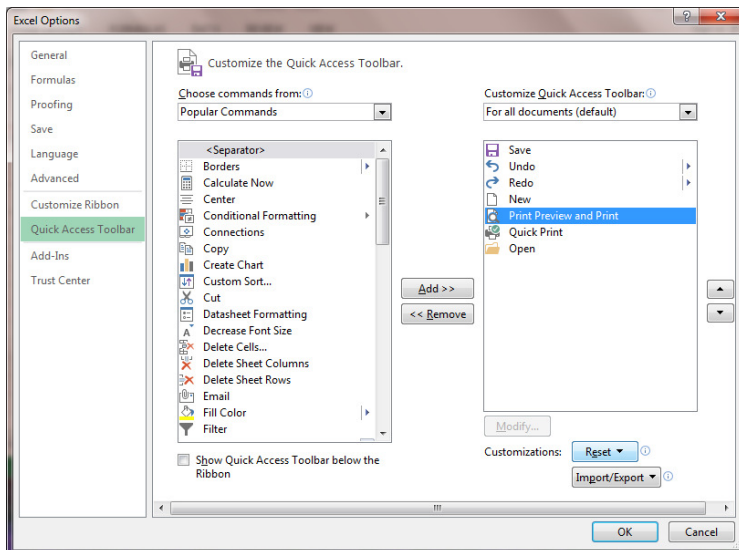 Excel Options
General
Formulas
Proofing
Save
Language
Advanced
Customize Ribbon
Quick Access Toolbar
Add-Ins
Trust Center
Customize the Quick Access Toolbar.
Choose commands from:
Popular Commands
<Separator>
Borders
Calculate Now
Center
Conditional Formatting
Connections
Copy
Create Chart
Custom Sort...
Cut
Datasheet Formatting
Decrease Font Size
Delete Cells...
Delete Sheet Columns
Delete Sheet Rows
Email
Fill Color
Filter
Show Quick Access Toolbar below the
Ribbon
Add >>
<< Remove
Customize Quick Access Toolbar:
For all documents (default)
Save
Undo
Redo
New
Print Preview and Print
Quick Print
Open
Modify...
Customizations:
Reset
Import/Export
OK
Cancel